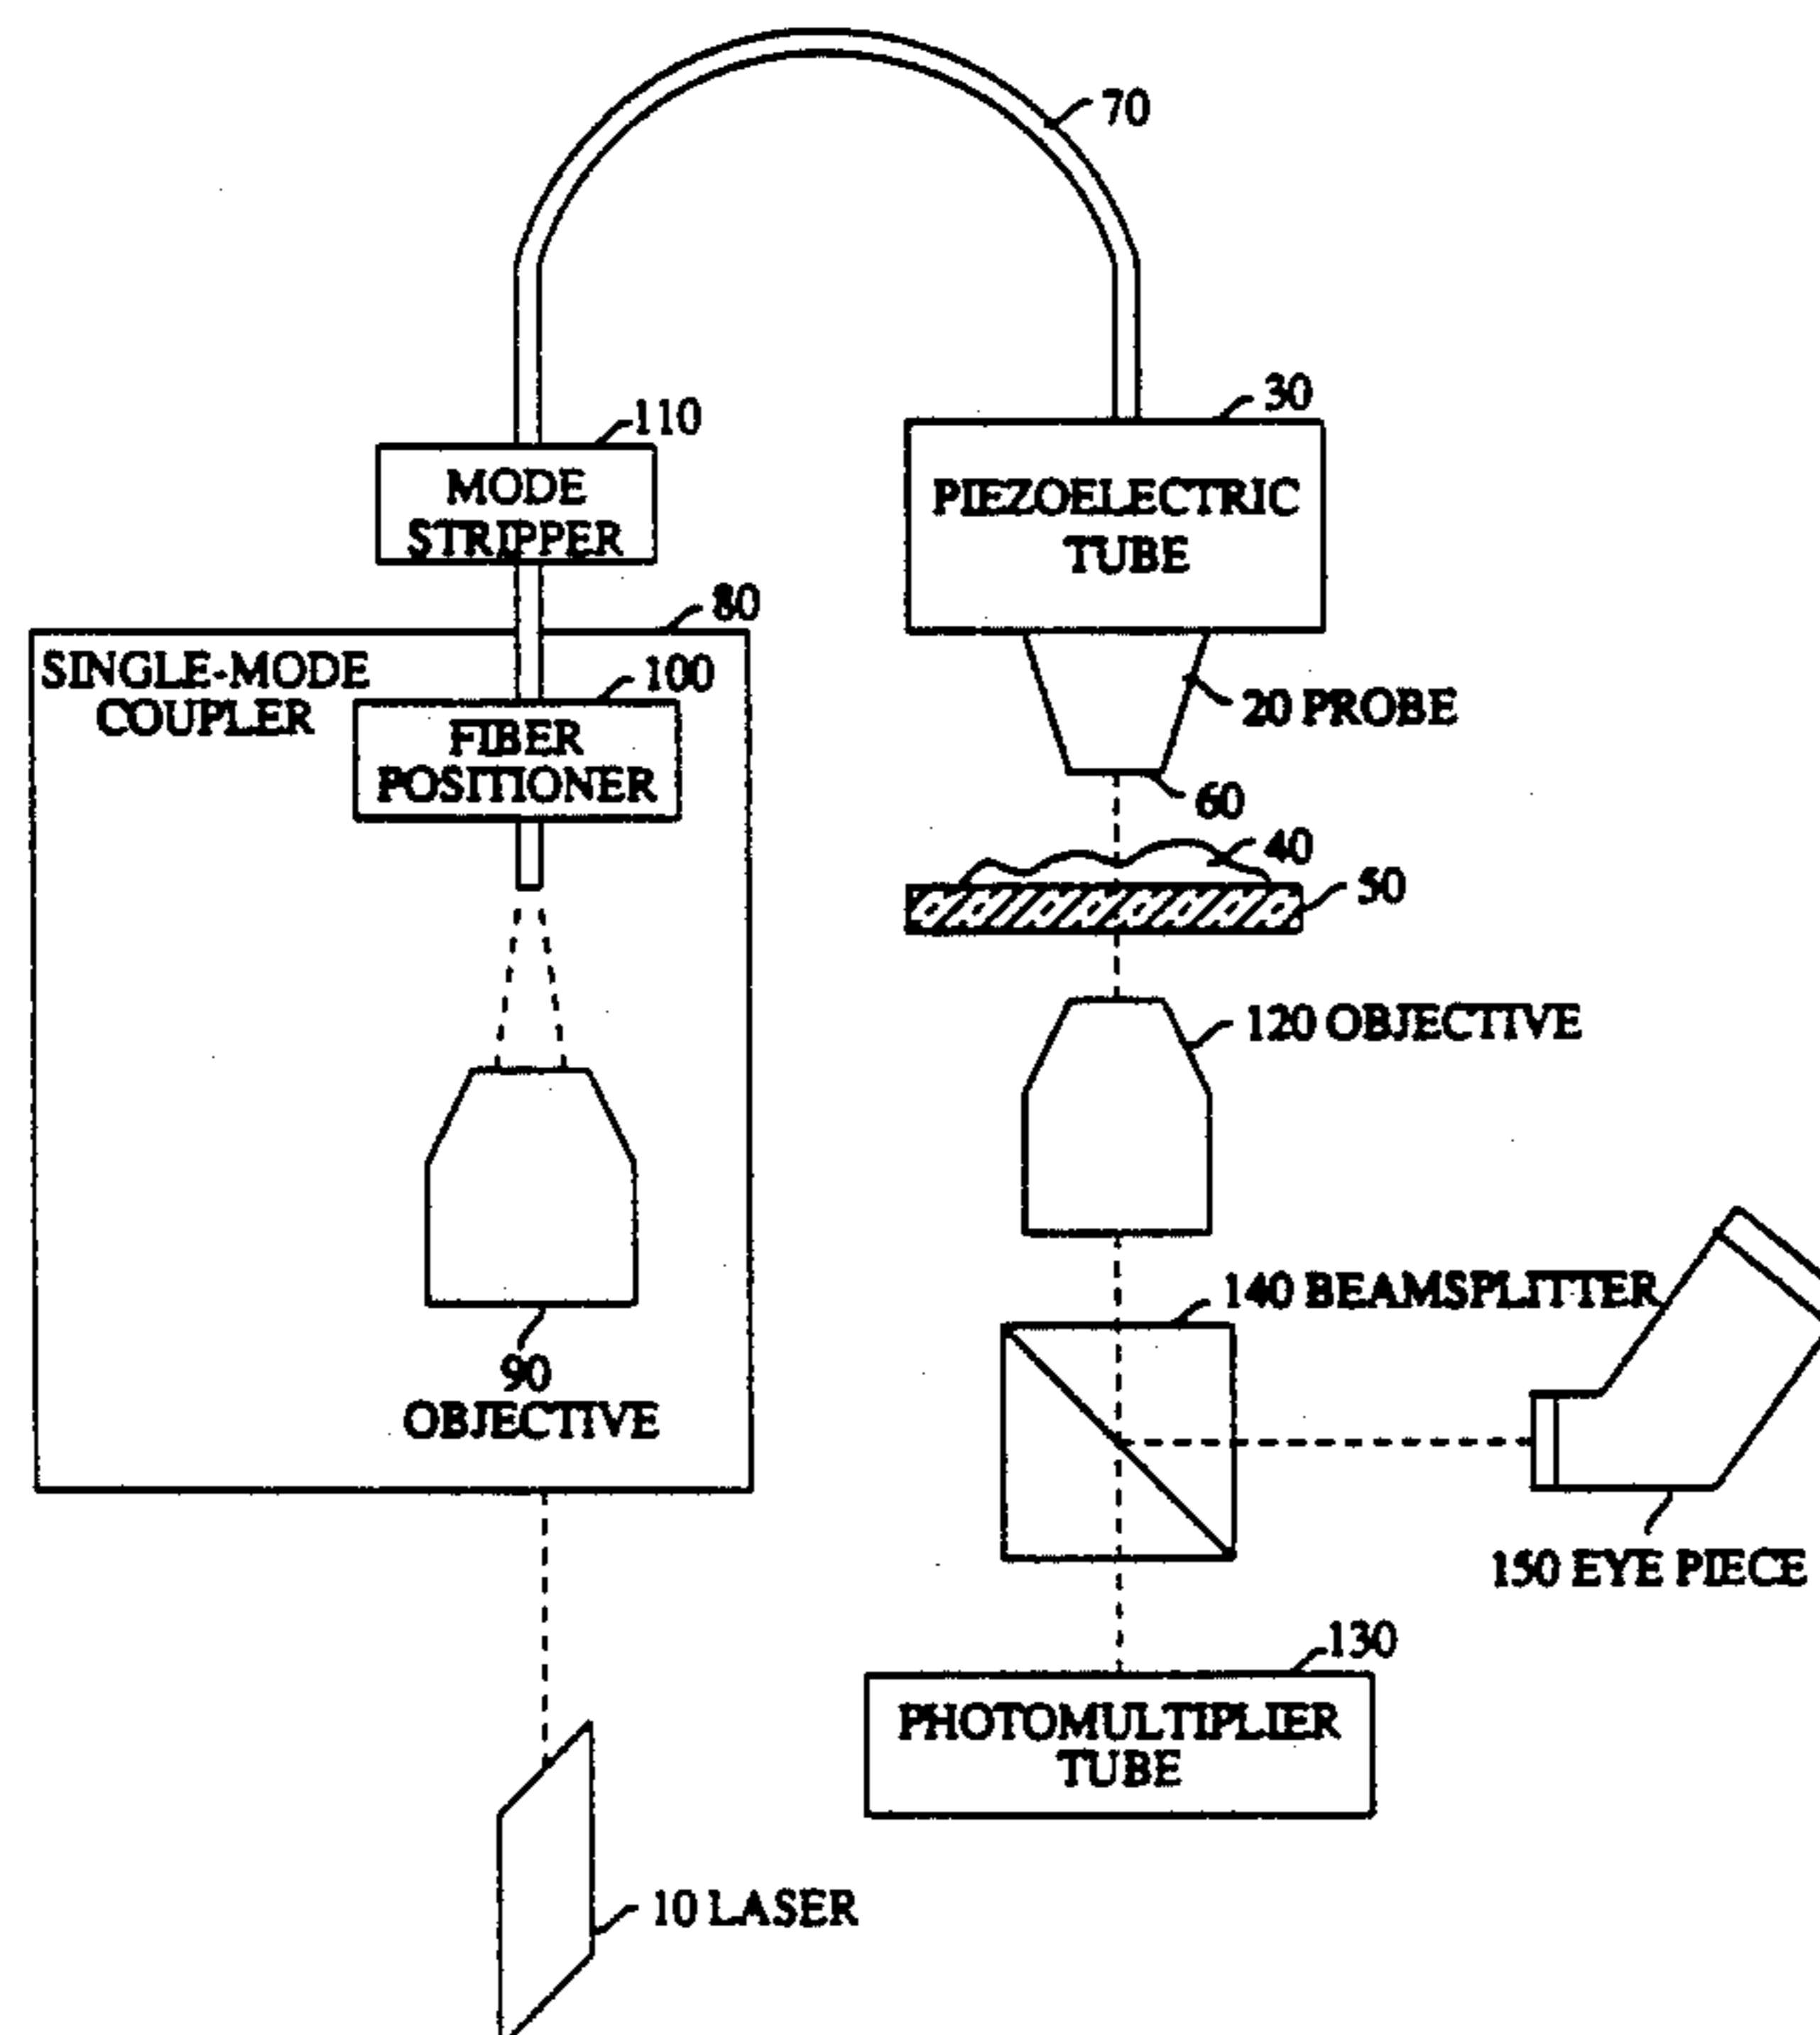 70
110
MODE
STRIPPER
30
PIEZOELECTRIC
TUBE
80
SINGLE-MODE
COUPLER
100
FIBER
POSITIONER
20 PROBE
60
40
50
120 OBJECTIVE
90
OBJECTIVE
140 BEAMSPLITTER
150 EYE PIECE
130
PHOTOMULTIPLIER
TUBE
10 LASER